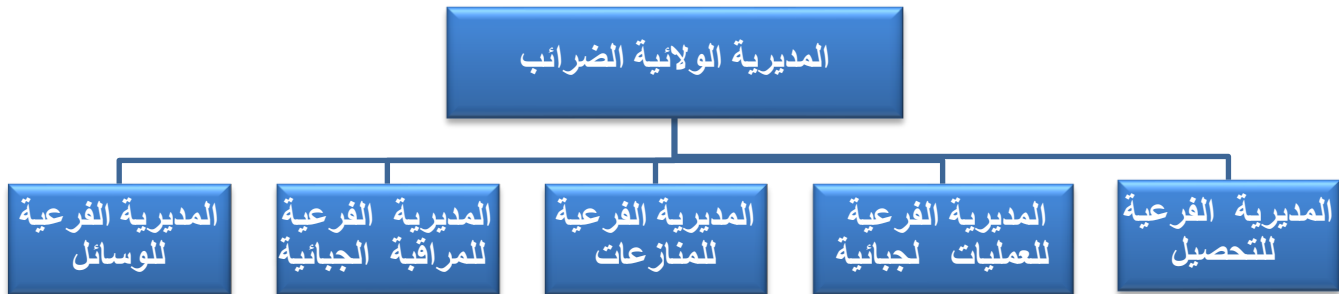 المديرية الولائية الضرائب
المديرية الفرعية
للتحصيل
المديرية الفرعية
للعمليات لجبائية
المديرية الفرعية
للمنازعات
المديرية الفرعية
للمراقبة الجبائية
المديرية الفرعية
للوسائل